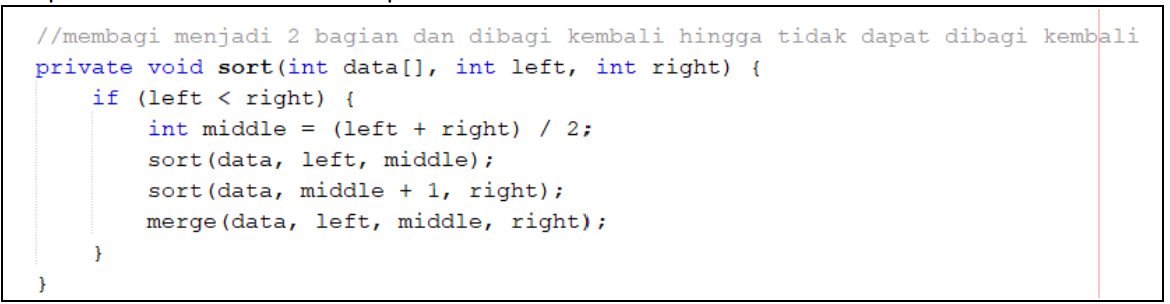 //membagi menjadi 2 bagian dan dibagi kembali hingga tidak dapat dibagi kembali
private void sort(int data[], int left, int right) {
    if (left < right) {
        int middle = (left + right) / 2;
        sort(data, left, middle);
        sort(data, middle + 1, right);
        merge(data, left, middle, right);
    }
}